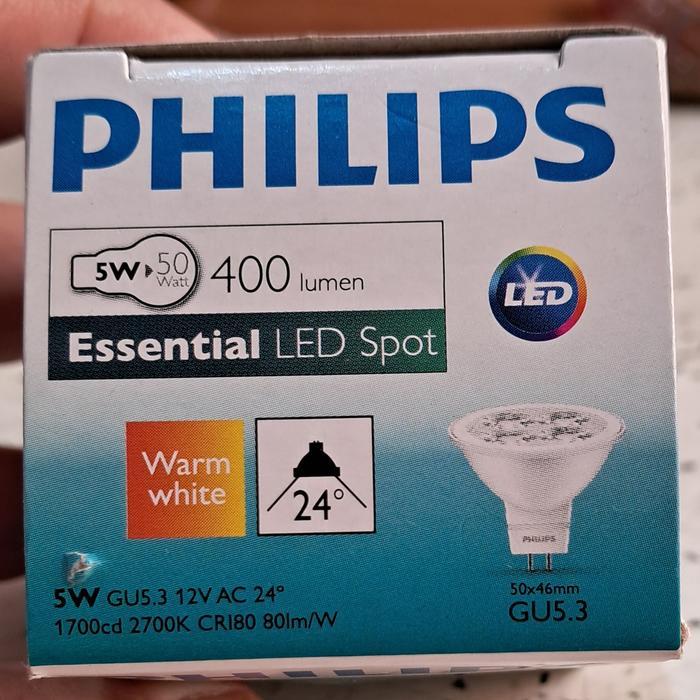 PHILIPS
5W 50 Watt 400 lumen
LED
Essential LED Spot
Warm white
24°
PHILIPS
50x46mm
GU5.3
5W GU5.3 12V AC 24°
1700cd 2700K CRI80 80lm/W
PHILIPS